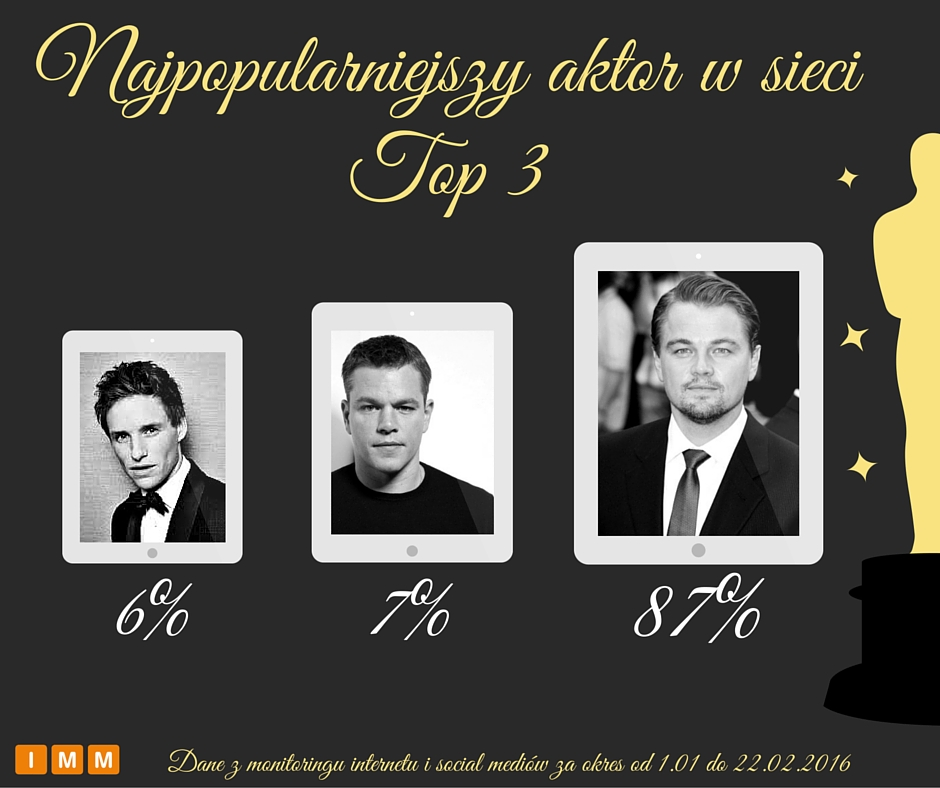 Najpopularniejszy aktor w sieci
Top 3
6%
7%
87%
IMM
Dane z monitoringu internetu i social mediów za okres od 1.01 do 22.02.2016